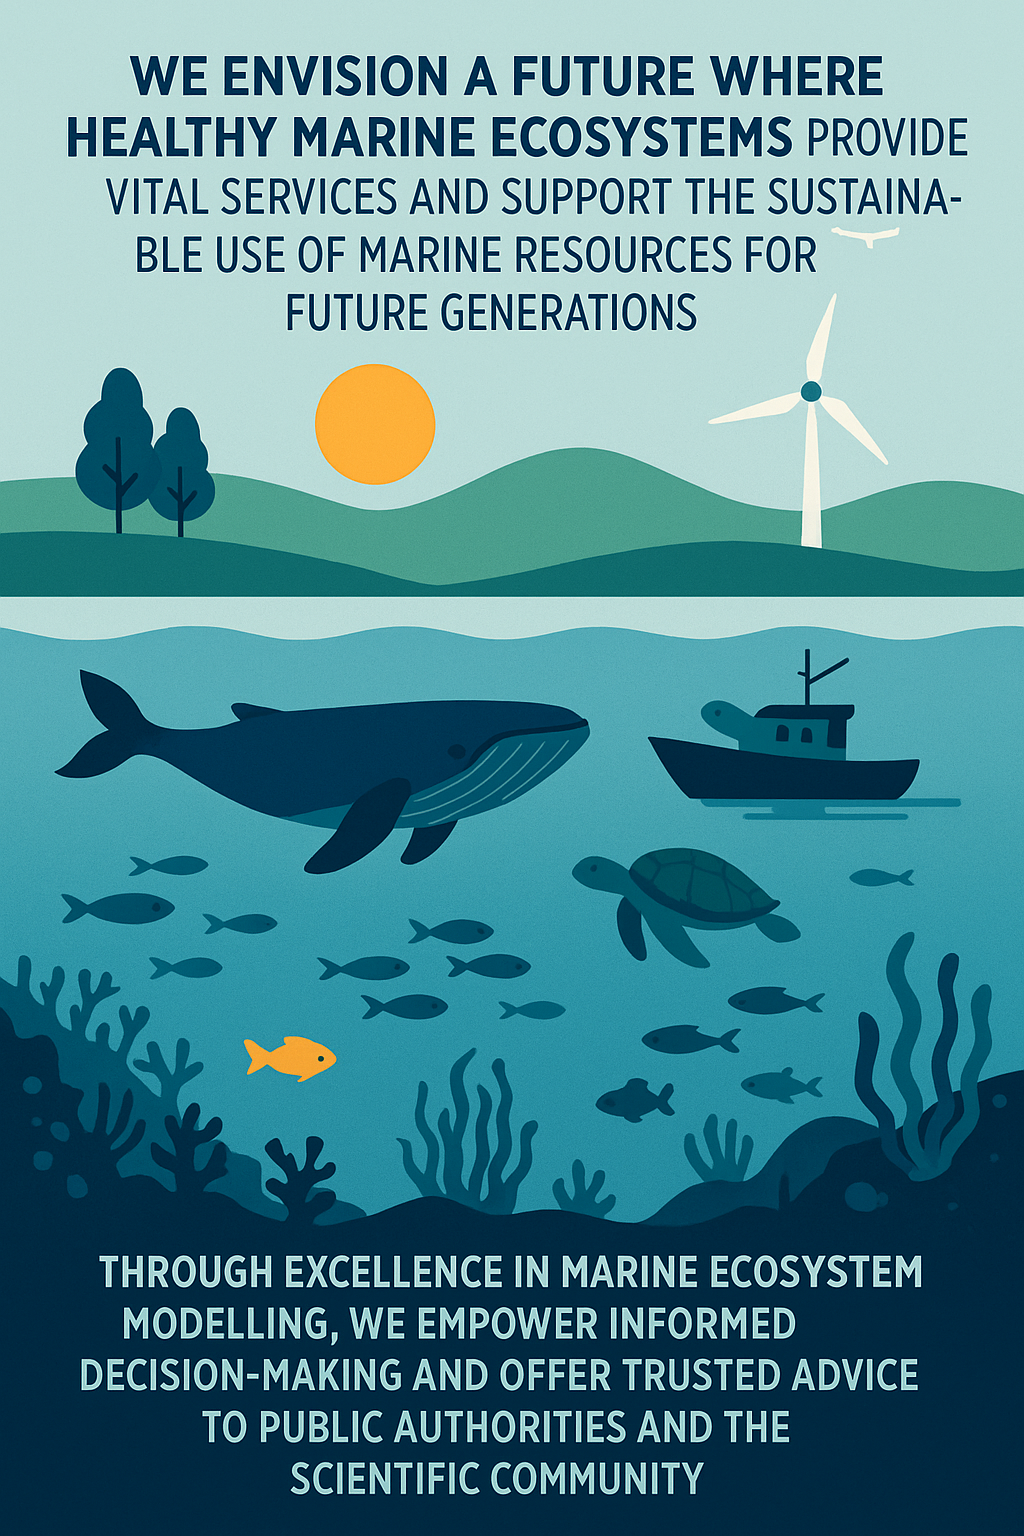 WE ENVISION A FUTURE WHERE
HEALTHY MARINE ECOSYSTEMS PROVIDE
VITAL SERVICES AND SUPPORT THE SUSTAINA-
BLE USE OF MARINE RESOURCES FOR
FUTURE GENERATIONS
THROUGH EXCELLENCE IN MARINE ECOSYSTEM
MODELLING, WE EMPOWER INFORMED
DECISION-MAKING AND OFFER TRUSTED ADVICE
TO PUBLIC AUTHORITIES AND THE
SCIENTIFIC COMMUNITY